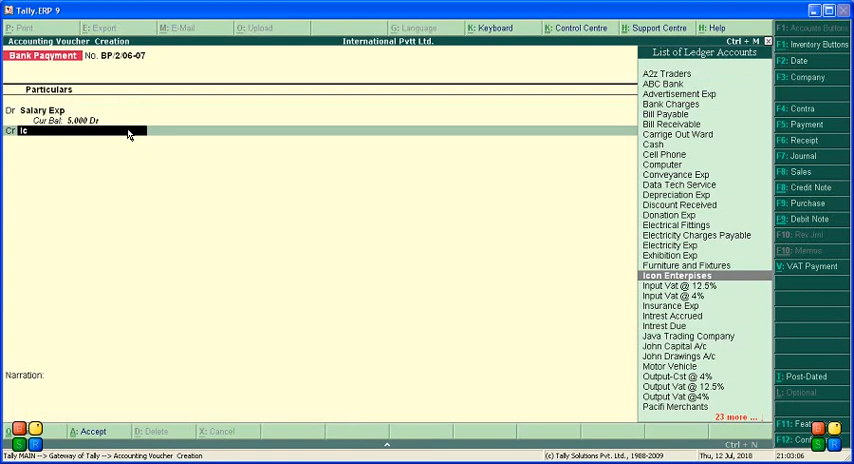 Tally.ERP 9
P: Print E: Export M: E-Mail O: Upload G: Language K: Keyboard K: Control Centre H: Support Centre H: Help
Accounting Voucher Creation International Pvtt Ltd. Ctrl + M
Bank Paqyment No. BP/2/06-07
Particulars
Dr Salary Exp
Cur Bal: 5,000 Dr
Cr Ic
Narration:
List of Ledger Accounts
A2z Traders
ABC Bank
Advertisement Exp
Bank Charges
Bill Payable
Bill Receivable
Carrige Out Ward
Cash
Cell Phone
Computer
Conveyance Exp
Data Tech Service
Depreciation Exp
Discount Received
Donation Exp
Electrical Fittings
Electricity Charges Payable
Electricity Exp
Exhibition Exp
Furniture and Fixtures
Icon Enterpises
Input Vat @ 12.5%
Input Vat @ 4%
Insurance Exp
Intrest Accrued
Intrest Due
Java Trading Company
John Capital A/c
John Drawings A/c
Motor Vehicle
Output-Cst @ 4%
Output Vat @ 12.5%
Output Vat @4%
Pacifi Merchants
23 more ...
F1: Accounts Buttons
F1: Inventory Buttons
F2: Date
F3: Company
F4: Contra
F5: Payment
F6: Receipt
F7: Journal
F8: Sales
F8: Credit Note
F9: Purchase
F9: Debit Note
F10: Rev Jrnl
F10: Memos
V: VAT Payment
T: Post-Dated
L: Optional
F11: Feat
F12: Conf
A: Accept D: Delete X: Cancel
B S R
B S R
Ctrl + N
Tally MAIN --> Gateway of Tally --> Accounting Voucher Creation (c) Tally Solutions Pvt. Ltd., 1988-2009 Thu, 12 Jul, 2018 21:03:06